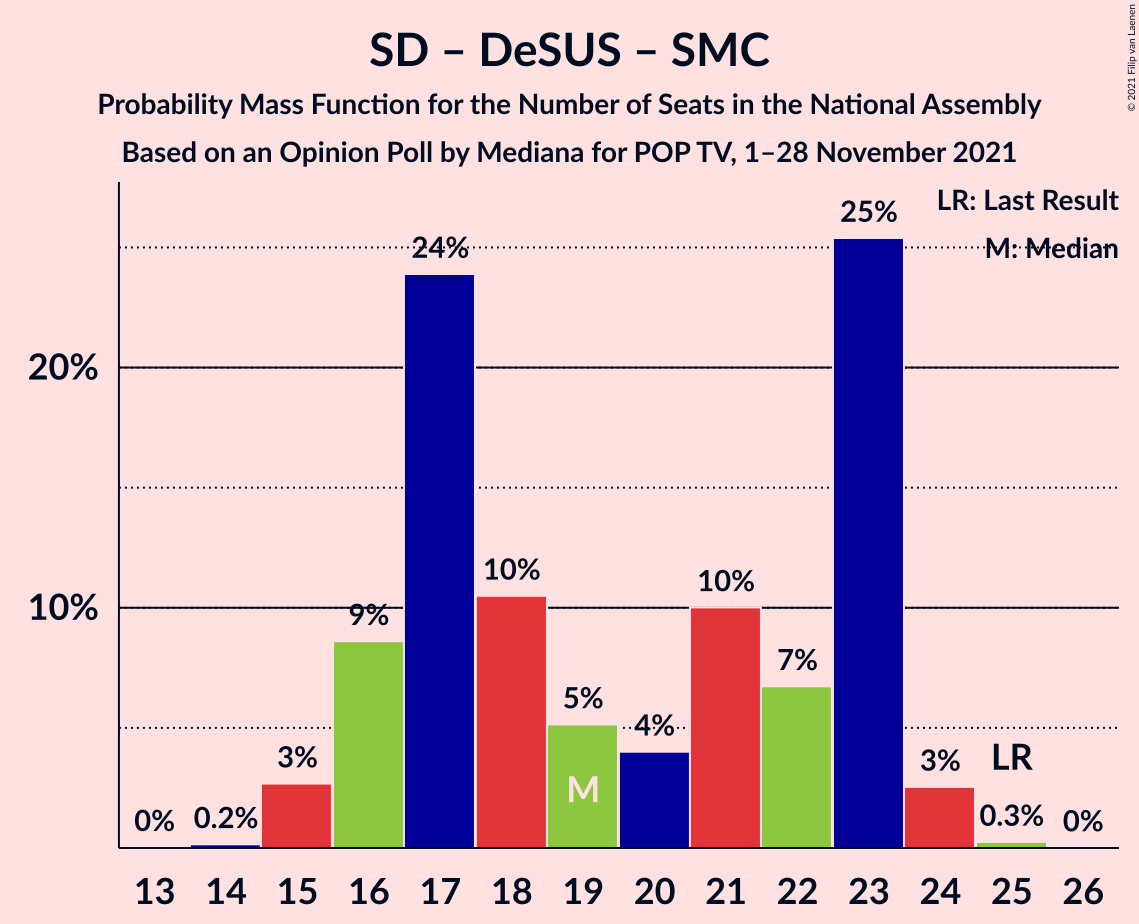 SD – DeSUS – SMC
Probability Mass Function for the Number of Seats in the National Assembly
Based on an Opinion Poll by Mediana for POP TV, 1–28 November 2021
© 2021 Filip van Laenen
LR: Last Result
M: Median
20%
10%
0%
0.2%
3%
9%
24%
10%
5%
4%
10%
7%
25%
3%
0.3%
0%
M
LR
13 14 15 16 17 18 19 20 21 22 23 24 25 26